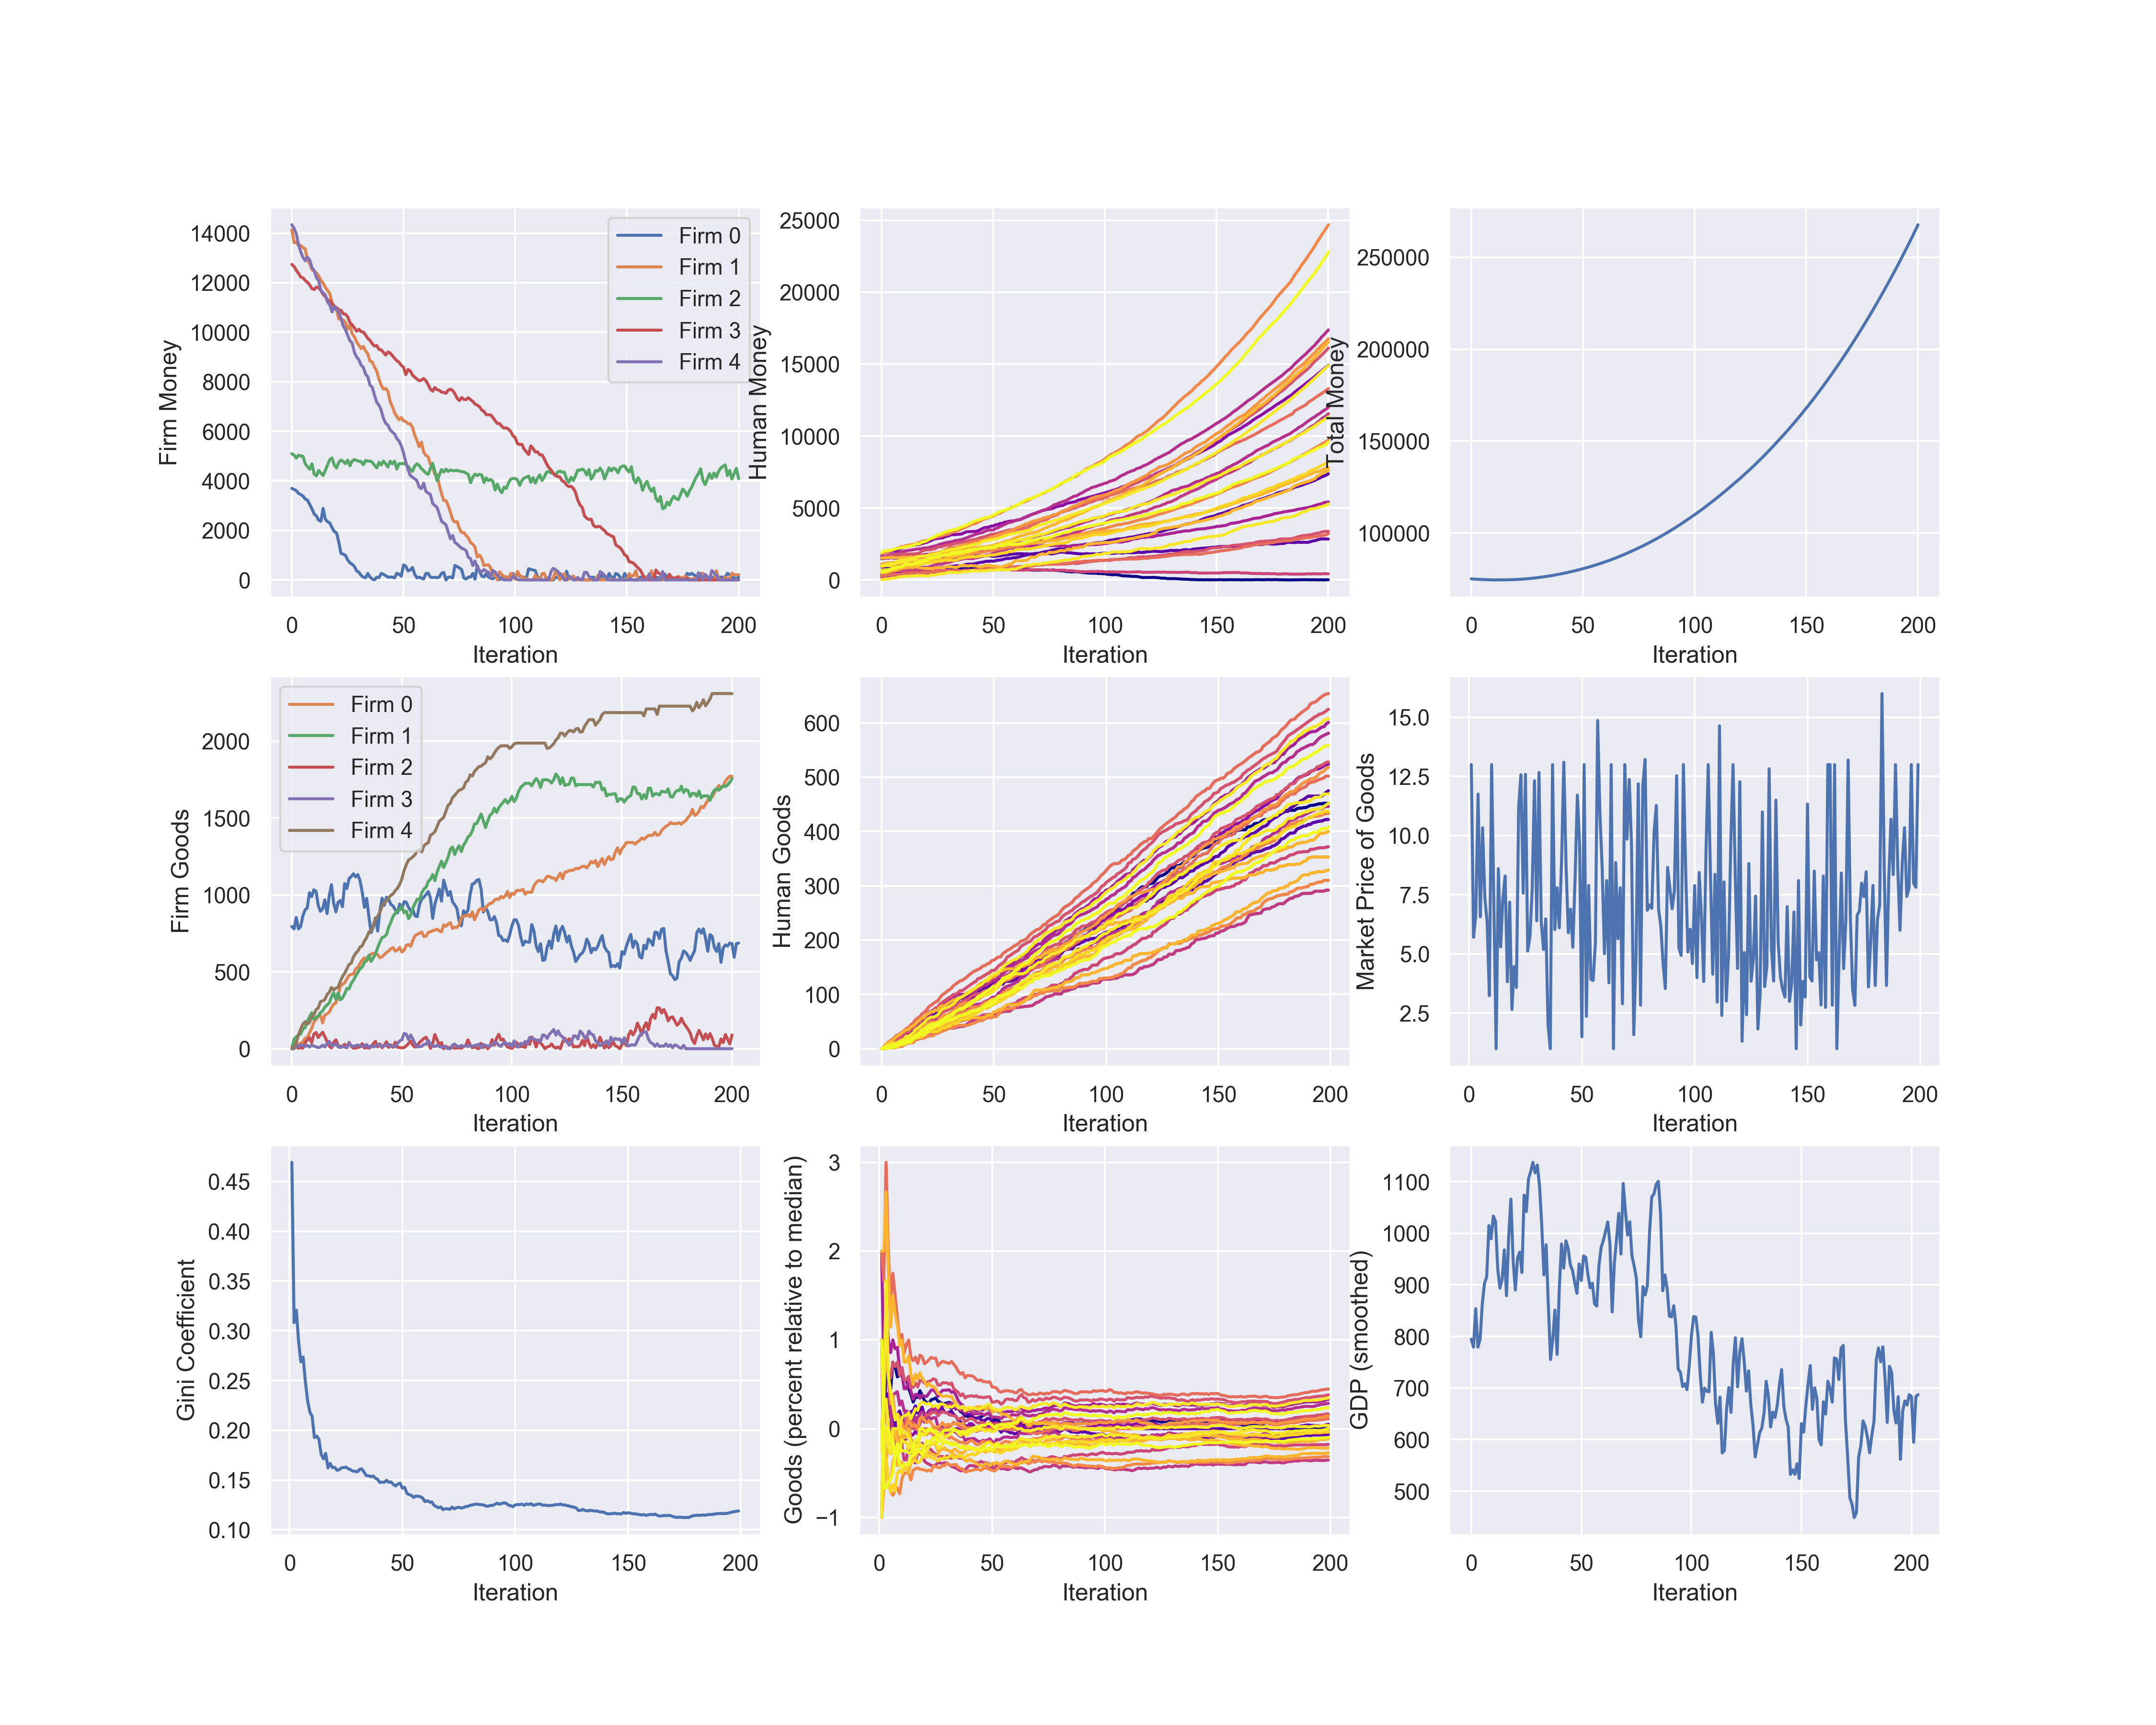 Firm Money
14000
12000
10000
8000
6000
4000
2000
0
Firm 0
Firm 1
Firm 2
Firm 3
Firm 4
0 50 100 150 200
Iteration
Human Money
25000
20000
15000
10000
5000
0
0 50 100 150 200
Iteration
Total Money
250000
200000
150000
100000
0 50 100 150 200
Iteration
Firm Goods
2000
1500
1000
500
0
Firm 0
Firm 1
Firm 2
Firm 3
Firm 4
0 50 100 150 200
Iteration
Human Goods
600
500
400
300
200
100
0
0 50 100 150 200
Iteration
Market Price of Goods
15.0
12.5
10.0
7.5
5.0
2.5
0 50 100 150 200
Iteration
Gini Coefficient
0.45
0.40
0.35
0.30
0.25
0.20
0.15
0.10
0 50 100 150 200
Iteration
Goods (percent relative to median)
3
2
1
0
−1
0 50 100 150 200
Iteration
GDP (smoothed)
1100
1000
900
800
700
600
500
0 50 100 150 200
Iteration